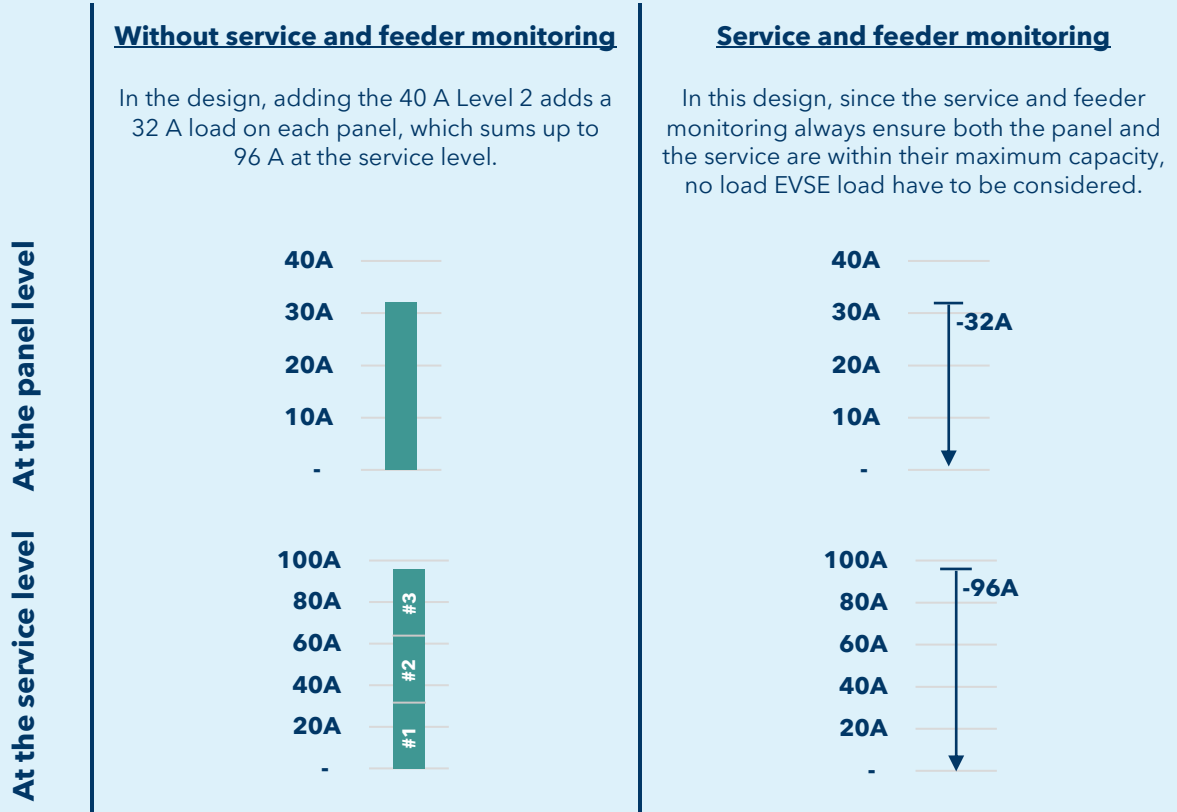 Without service and feeder monitoring
In the design, adding the 40 A Level 2 adds a
32 A load on each panel, which sums up to
96 A at the service level.
Service and feeder monitoring
In this design, since the service and feeder
monitoring always ensure both the panel and
the service are within their maximum capacity,
no load EVSE load have to be considered.
At the panel level
40A
30A
20A
10A
-
40A
30A
20A
10A
-
-32A
At the service level
100A
80A
60A
40A
20A
-
#3
#2
#1
100A
80A
60A
40A
20A
-
-96A